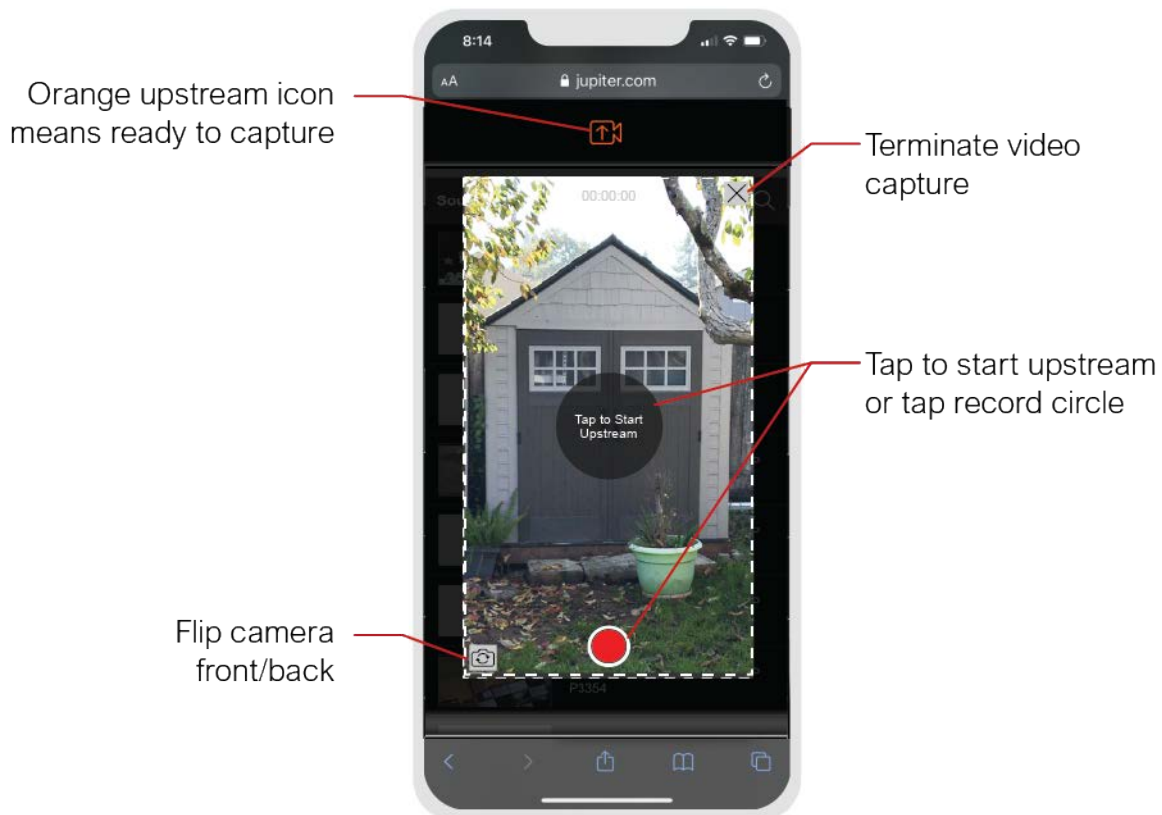 8:14
AA jupiter.com
Orange upstream icon
means ready to capture
Terminate video
capture
Sou
00:00:00
Tap to start upstream
or tap record circle
Tap to Start
Upstream
Flip camera
front/back
P3354